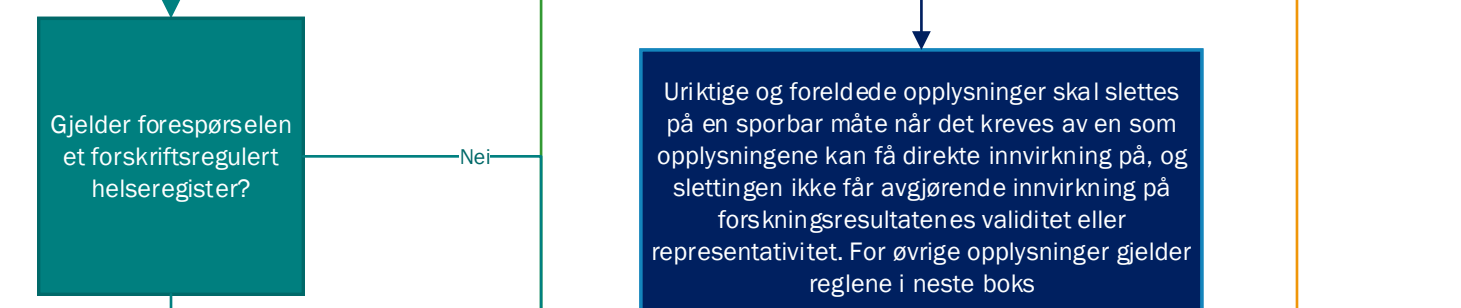 Gjelder forespørselen
et forskriftsregulert
helseregister?
Nei
Uriktige og foreldede opplysninger skal slettes
på en sporbar måte når det kreves av en som
opplysningene kan få direkte innvirkning på, og
slettingen ikke får avgjørende innvirkning på
forskningsresultatenes validitet eller
representativitet. For øvrige opplysninger gjelder
reglene i neste boks